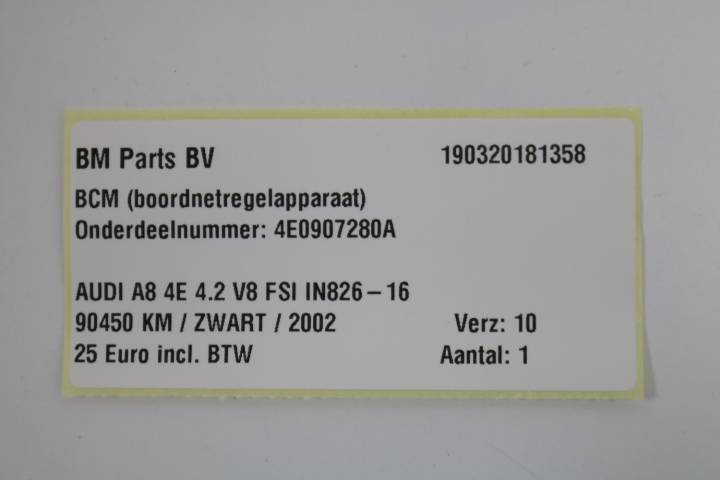 BM Parts BV 190320181358
BCM (boordnetregelapparaat)
Onderdeelnummer: 4E0907280A
AUDI A8 4E 4.2 V8 FSI IN826-16
90450 KM / ZWART / 2002 Verz: 10
25 Euro incl. BTW Aantal: 1